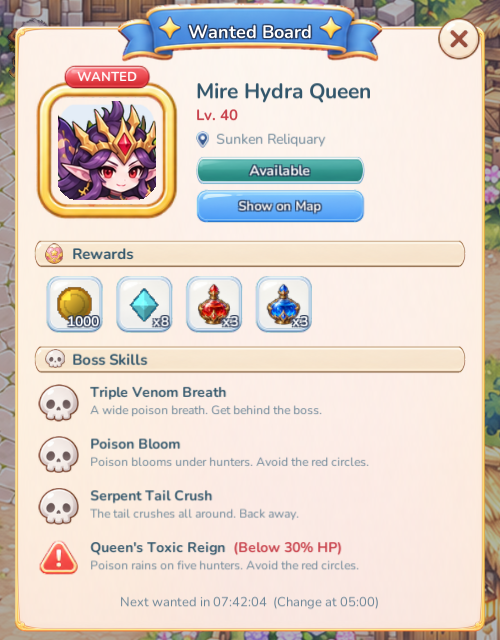 Wanted Board
WANTED
Mire Hydra Queen
Lv. 40
Sunken Reliquary
Available
Show on Map
Rewards
1000
x8
x3
x3
Boss Skills
Triple Venom Breath
A wide poison breath. Get behind the boss.
Poison Bloom
Poison blooms under hunters. Avoid the red circles.
Serpent Tail Crush
The tail crushes all around. Back away.
Queen's Toxic Reign (Below 30% HP)
Poison rains on five hunters. Avoid the red circles.
Next wanted in 07:42:04 (Change at 05:00)